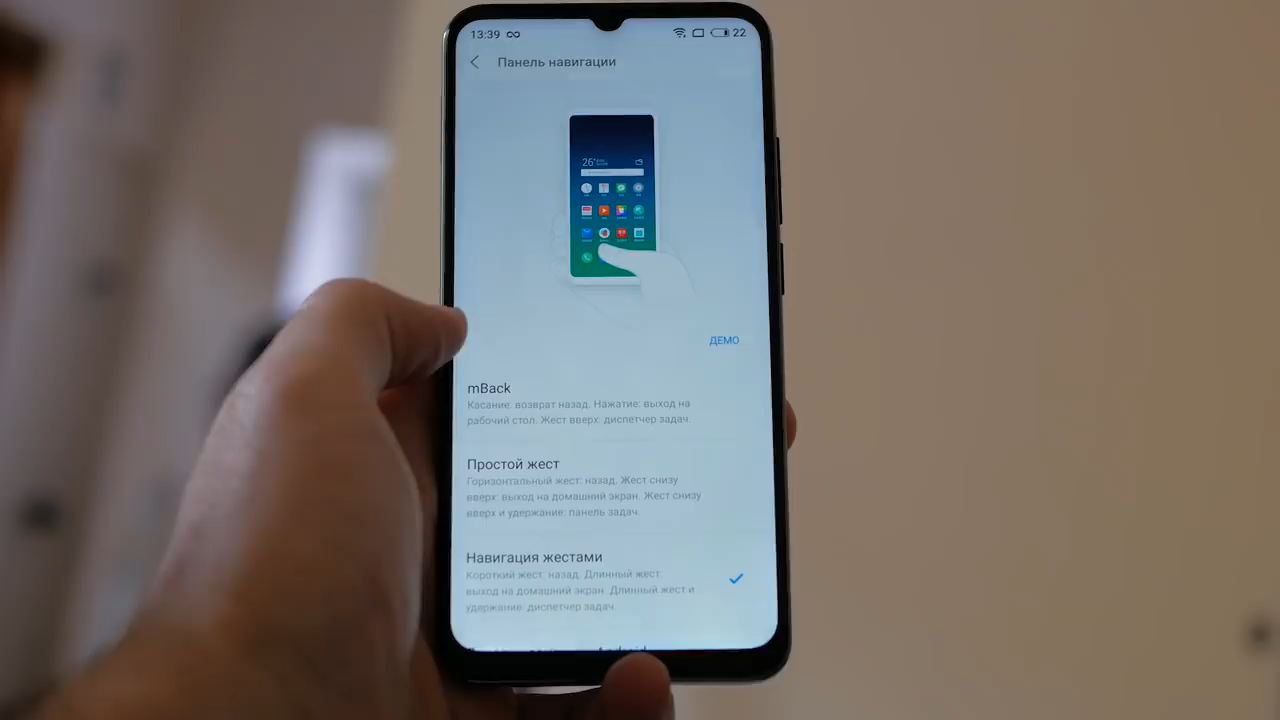 13:39
22
Панель навигации
26°
ДЕМО
mBack
Касание: возврат назад. Нажатие: выход на
рабочий стол. Жест вверх: диспетчер задач.
Простой жест
Горизонтальный жест: назад. Жест снизу
вверх: выход на домашний экран. Жест снизу
вверх и удержание: панель задач.
Навигация жестами
Короткий жест: назад. Длинный жест:
выход на домашний экран. Длинный жест и
удержание: диспетчер задач.
Android